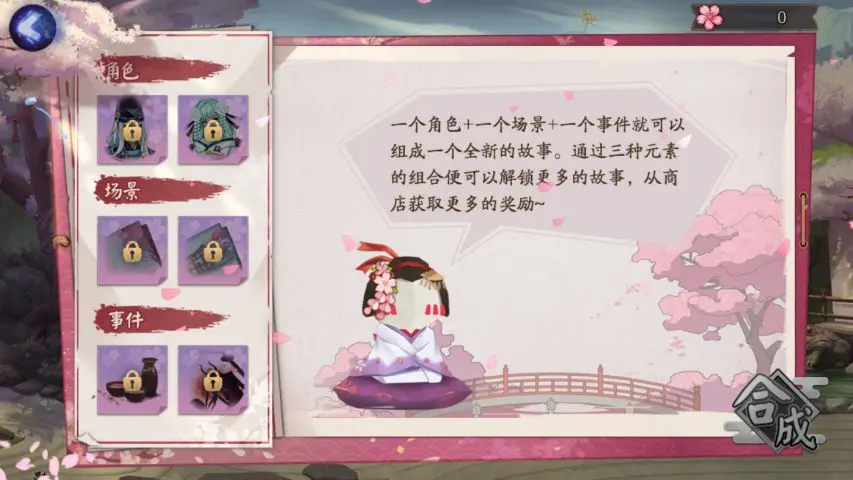 0
角色
场景
事件
一个角色+一个场景+一个事件就可以
组成一个全新的故事。通过三种元素
的组合便可以解锁更多的故事，从商
店获取更多的奖励~
合成